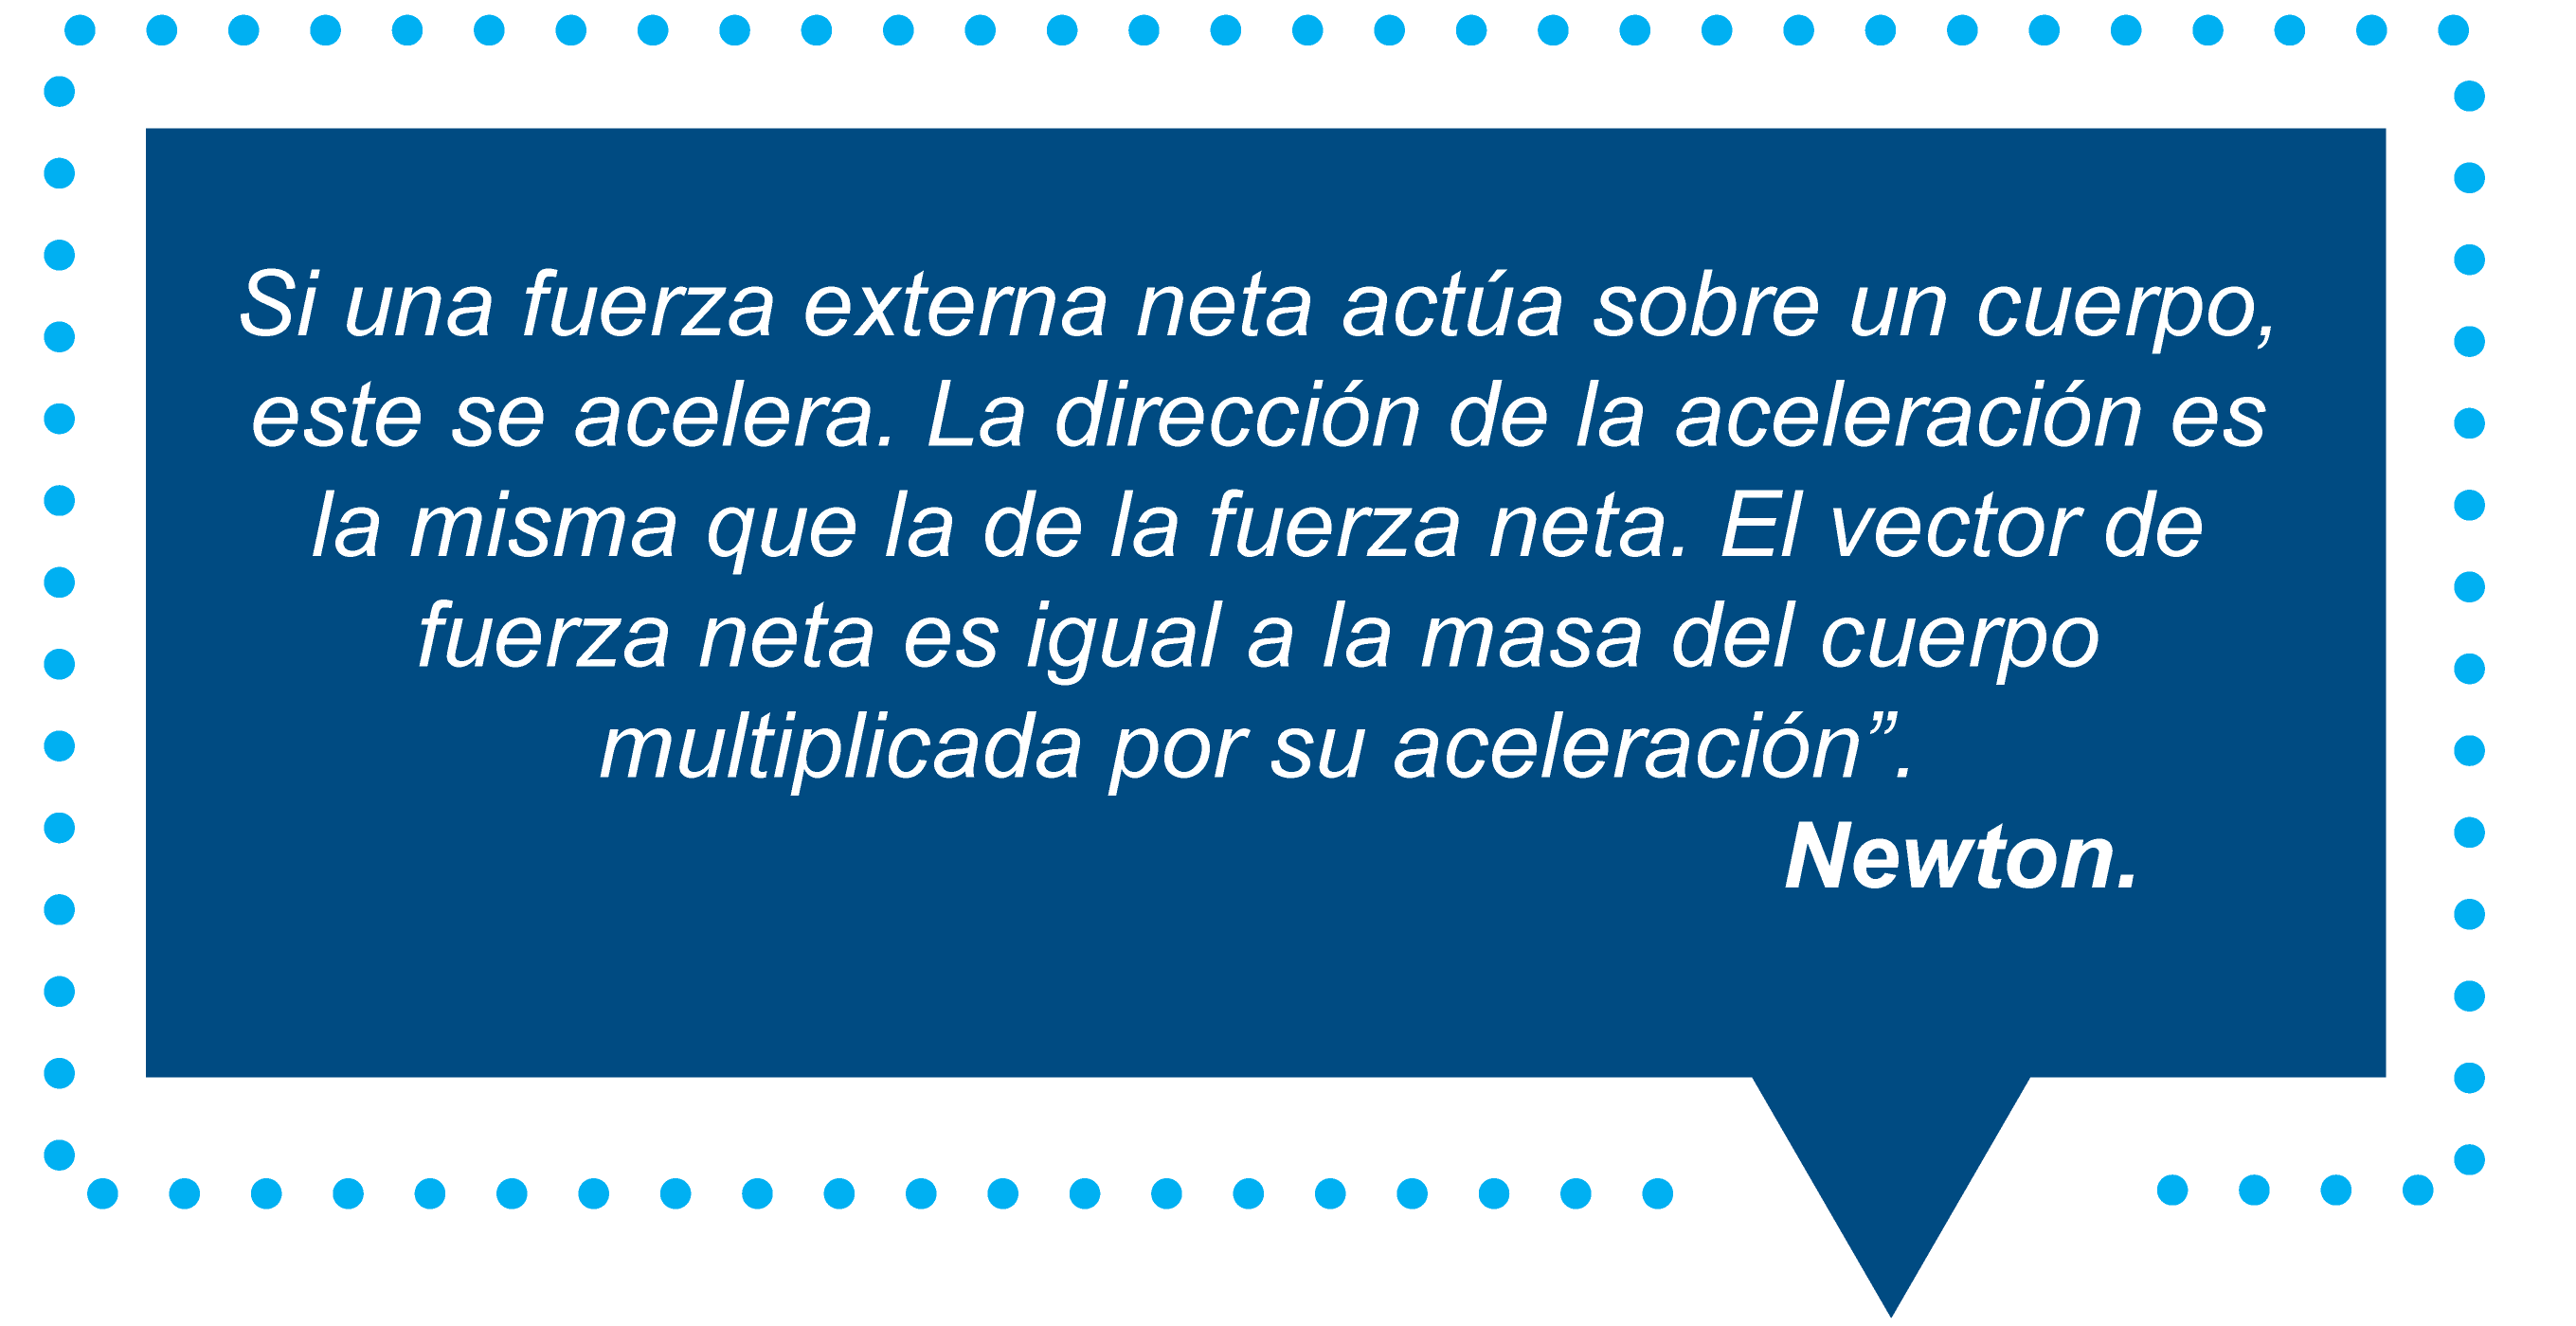 Si una fuerza externa neta actúa sobre un cuerpo,
este se acelera. La dirección de la aceleración es
la misma que la de la fuerza neta. El vector de
fuerza neta es igual a la masa del cuerpo
multiplicada por su aceleración”.
Newton.